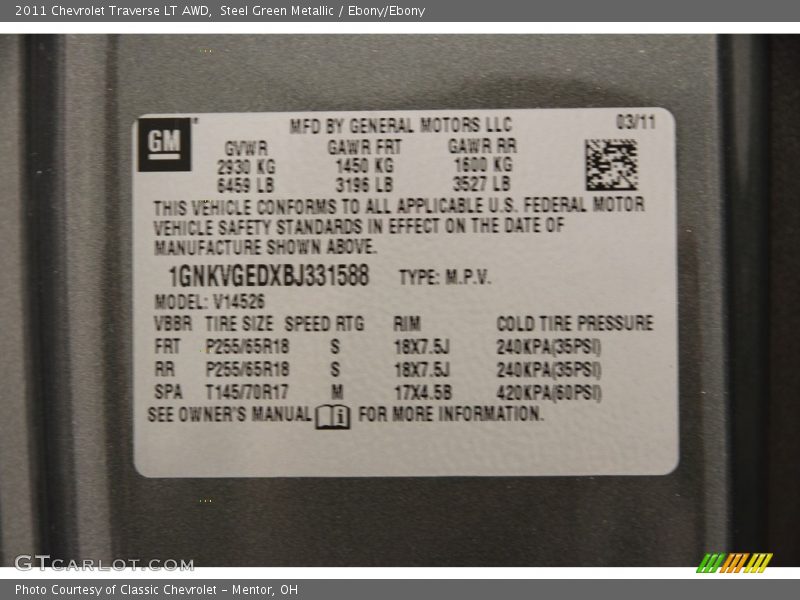 2011 Chevrolet Traverse LT AWD,  Steel Green Metallic / Ebony/Ebony
GM
MFD BY GENERAL MOTORS LLC 03/11
GVWR GAWR FRT GAWR RR
2930 KG 1450 KG 1600 KG
6459 LB 3196 LB 3527 LB
THIS VEHICLE CONFORMS TO ALL APPLICABLE U.S. FEDERAL MOTOR
VEHICLE SAFETY STANDARDS IN EFFECT ON THE DATE OF
MANUFACTURE SHOWN ABOVE.
1GNKVGEDXBJ331588 TYPE: M.P.V.
MODEL: V14526
VBBR TIRE SIZE SPEED RTG RIM COLD TIRE PRESSURE
FRT P255/65R18 S 18X7.5J 240KPA(35PSI)
RR P255/65R18 S 18X7.5J 240KPA(35PSI)
SPA T145/70R17 M 17X4.5B 420KPA(60PSI)
SEE OWNER'S MANUAL i FOR MORE INFORMATION.
GTCARLOT.COM
Photo Courtesy of Classic Chevrolet - Mentor, OH